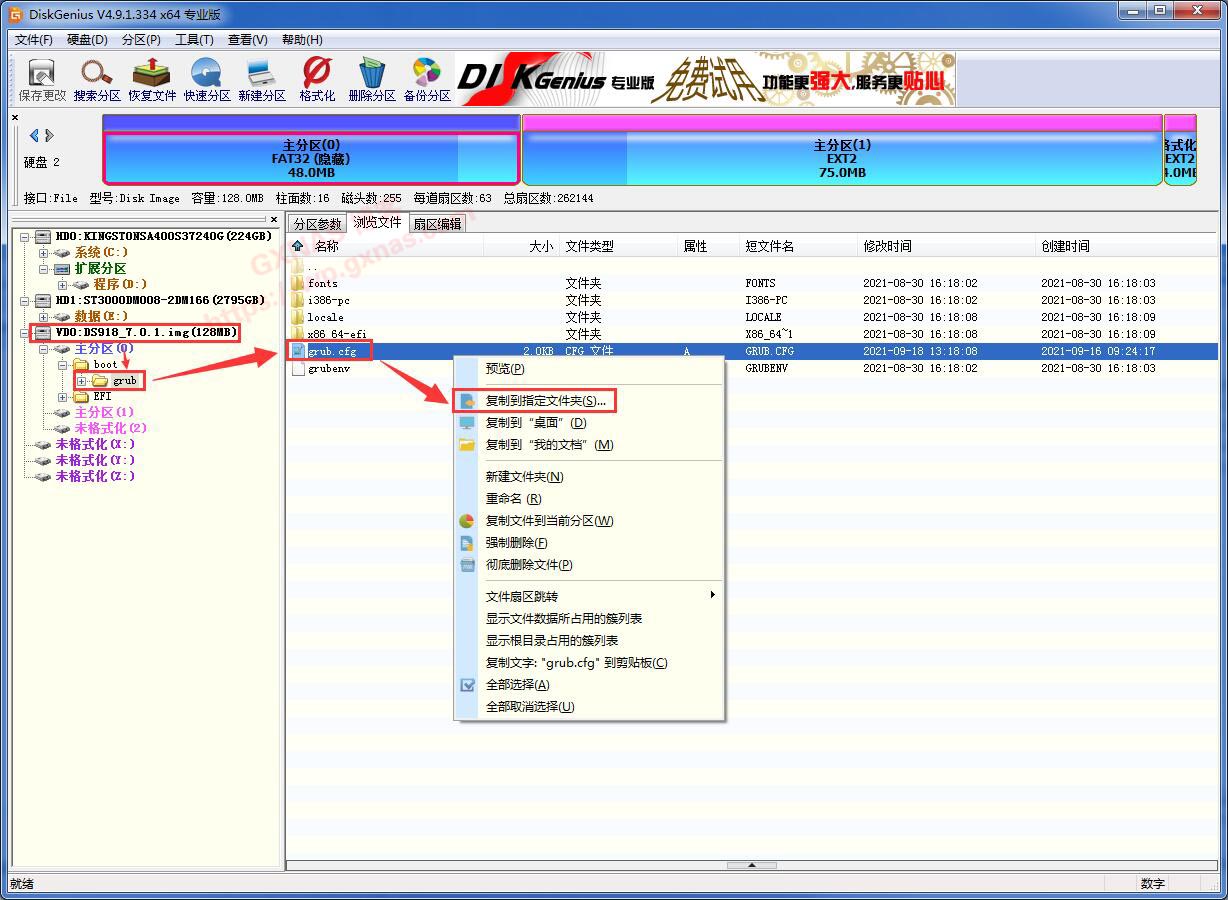 DiskGenius V4.9.1.334 x64 专业版
文件(F) 硬盘(D) 分区(P) 工具(T) 查看(V) 帮助(H)
保存更改 搜索分区 恢复文件 快速分区 新建分区 格式化 删除分区 备份分区
DISKGenius 专业版 免费试用 功能更强大,服务更贴心
硬盘 2
主分区(0)
FAT32 (隐藏)
48.0MB
主分区(1)
EXT2
75.0MB
格式化
EXT2
4.0MB
接口:File 型号:Disk Image 容量:128.0MB 柱面数:16 磁头数:255 每道扇区数:63 总扇区数:262144
HD0:KINGSTONSA400S37240G(224GB)
系统(C:)
扩展分区
程序(D:)
HD1:ST3000DM008-2DM166(2795GB)
数据(E:)
VD0:DS918_7.0.1.img(128MB)
主分区(0)
boot
grub
EFI
主分区(1)
主分区(2)
未格式化(X:)
未格式化(Y:)
未格式化(Z:)
分区参数 浏览文件 扇区编辑
名称 大小 文件类型 属性 短文件名 修改时间 创建时间
..
fonts 文件夹 FONTS 2021-08-30 16:18:02 2021-08-30 16:18:03
i386-pc 文件夹 I386-PC 2021-08-30 16:18:02 2021-08-30 16:18:03
locale 文件夹 LOCALE 2021-08-30 16:18:09 2021-08-30 16:18:09
x86_64-efi 文件夹 X86_64~1 2021-08-30 16:18:02 2021-08-30 16:18:03
grub.cfg 2.0KB CFG 文件 A GRUB.CFG 2021-09-18 13:18:08 2021-09-16 09:24:17
grubenv GRUBENV 2021-08-30 16:18:03 2021-08-30 16:18:03
预览(P)
复制到指定文件夹(S)...
复制到 "桌面" (D)
复制到 "我的文档" (M)
新建文件夹(N)
重命名 (R)
复制文件到当前分区(W)
强制删除(F)
彻底删除文件(P)
文件扇区跳转
显示文件数据所占用的簇列表
显示根目录占用的簇列表
复制文字: "grub.cfg" 到剪贴板(C)
全部选择(A)
全部取消选择(U)
就绪 数字